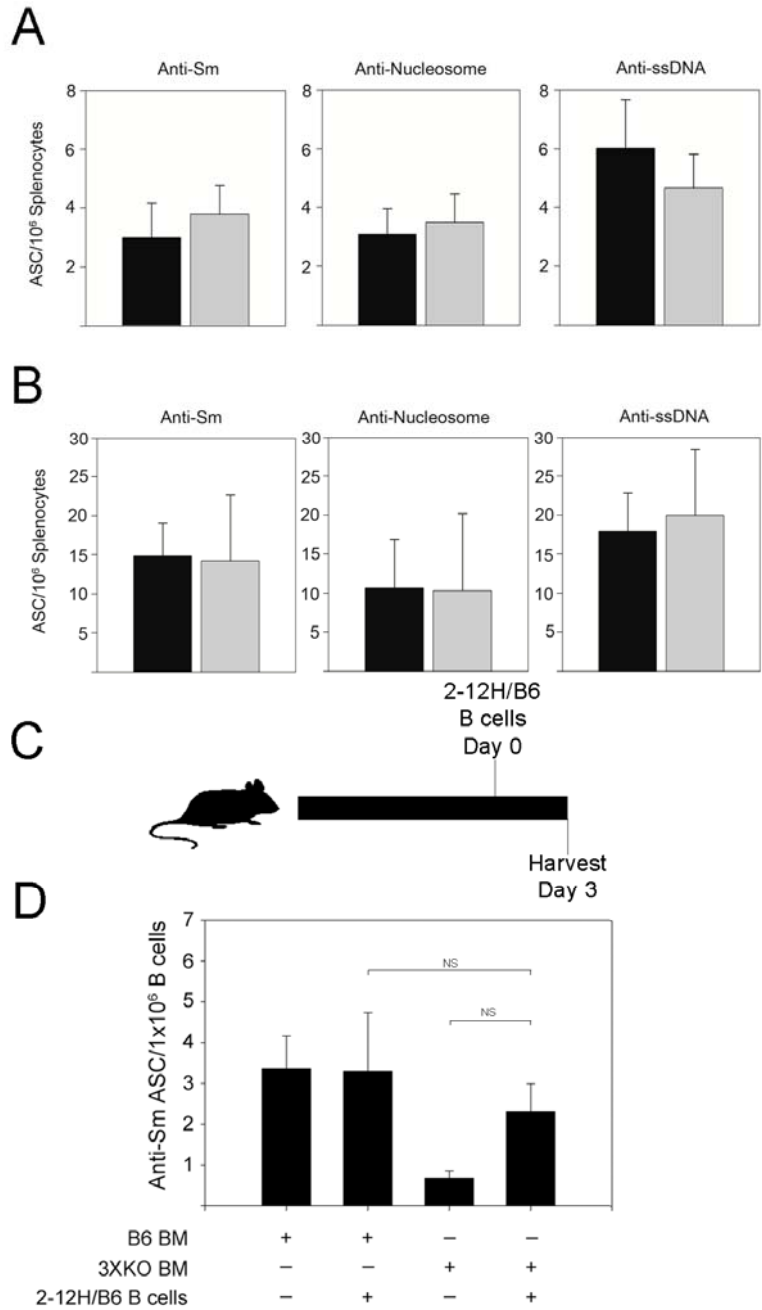 A
Anti-Sm
Anti-Nucleosome
Anti-ssDNA
ASC/10⁶ Splenocytes
8
6
4
2
8
6
4
2
8
6
4
2
B
Anti-Sm
Anti-Nucleosome
Anti-ssDNA
ASC/10⁶ Splenocytes
30
25
20
15
10
5
30
25
20
15
10
5
30
25
20
15
10
5
C
2-12H/B6
B cells
Day 0
Harvest
Day 3
D
Anti-Sm ASC/1x10⁶ B cells
7
6
5
4
3
2
1
NS
NS
B6 BM + + – –
3XKO BM – – + +
2-12H/B6 B cells – + – +